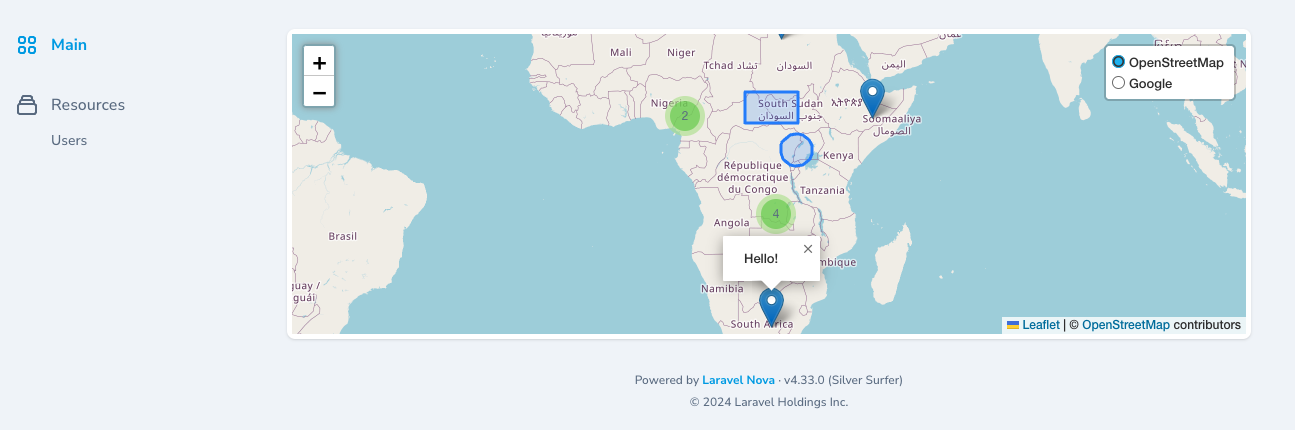 Main
Resources
Users
+
−
OpenStreetMap
Google
Mali
Niger
Tchad تشاد
السودان
اليمن
Nigeria
2
South Sudan
جنوب السودان
Soomaaliya
الصومال
Kenya
République
démocratique
du Congo
Tanzania
4
Angola
Brasil
Hello!
×
mbique
Namibia
guay /
guái
South Africa
Leaflet | © OpenStreetMap contributors
Powered by Laravel Nova · v4.33.0 (Silver Surfer)
© 2024 Laravel Holdings Inc.